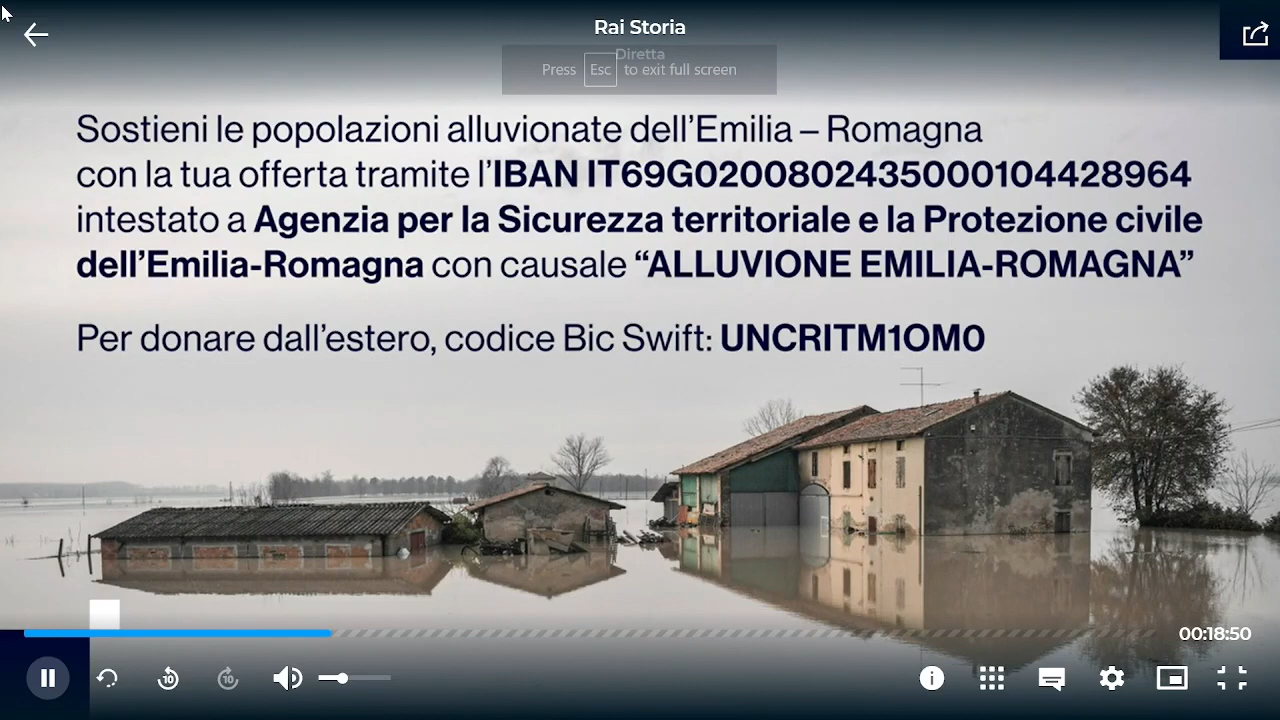 Rai Storia
Diretta
Press Esc to exit full screen
Sostieni le popolazioni alluvionate dell’Emilia – Romagna
con la tua offerta tramite l’IBAN IT69G0200802435000104428964
intestato a Agenzia per la Sicurezza territoriale e la Protezione civile
dell’Emilia-Romagna con causale “ALLUVIONE EMILIA-ROMAGNA”
Per donare dall’estero, codice Bic Swift: UNCRITM1OM0
00:18:50
10
10